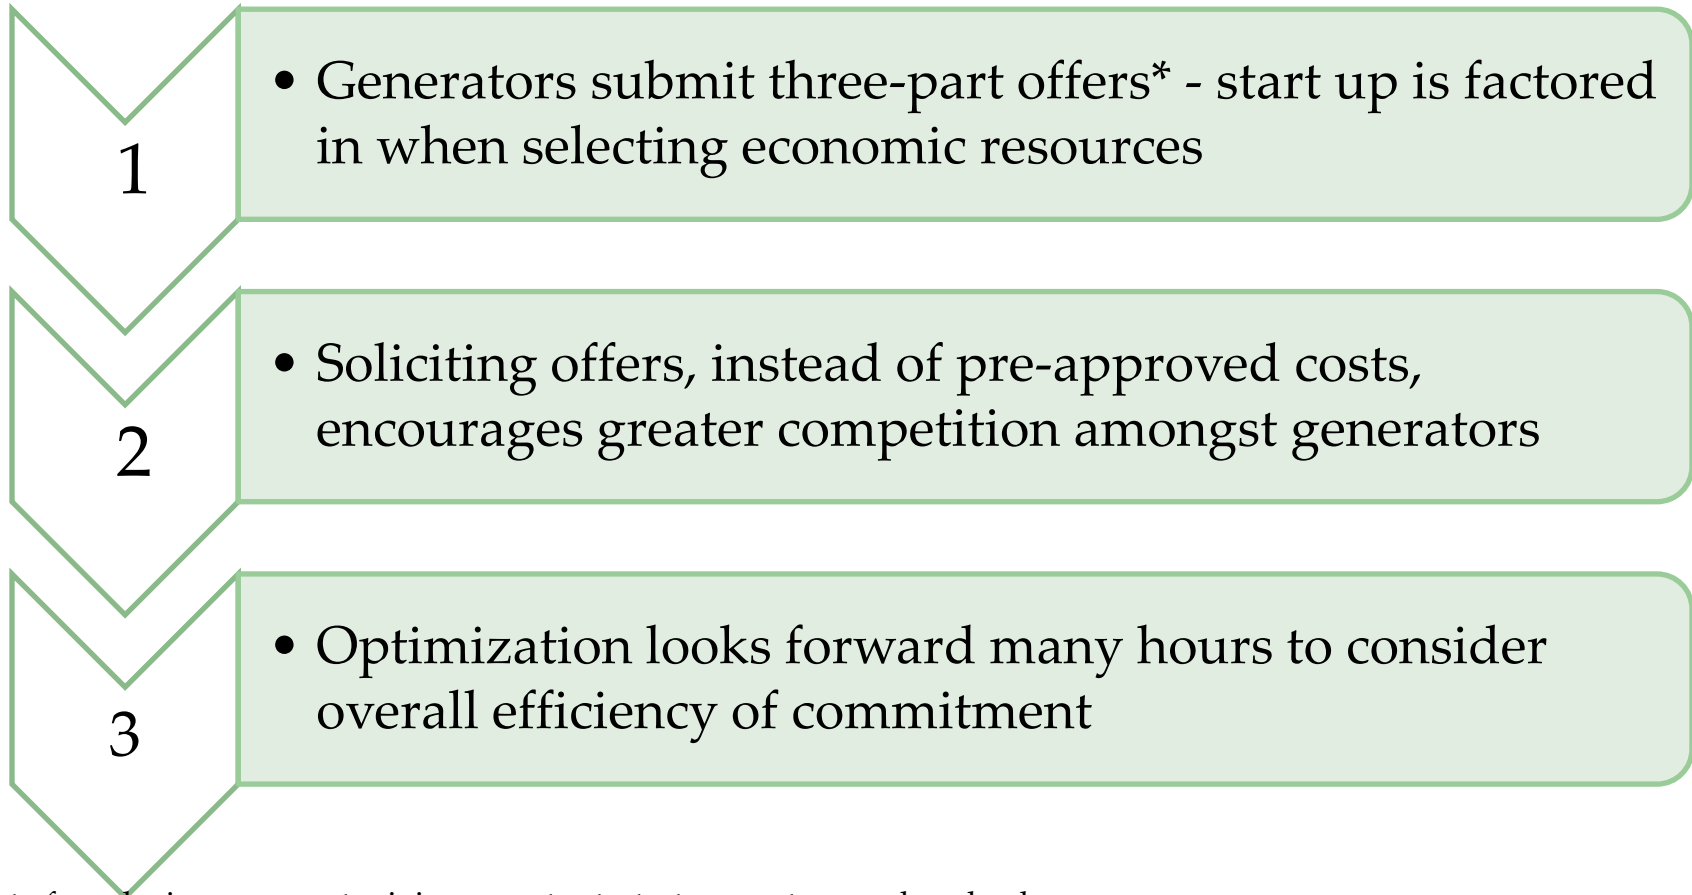 1
• Generators submit three-part offers* - start up is factored
in when selecting economic resources
2
• Soliciting offers, instead of pre-approved costs,
encourages greater competition amongst generators
3
• Optimization looks forward many hours to consider
overall efficiency of commitment